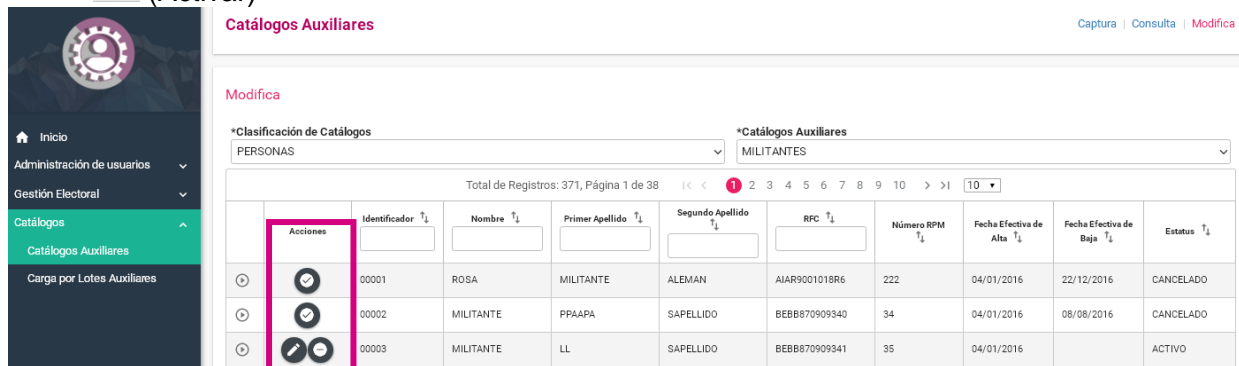 (Activar)
Catálogos Auxiliares
Captura | Consulta | Modifica
Modifica
Inicio
Administración de usuarios
Gestión Electoral
Catálogos
Catálogos Auxiliares
Carga por Lotes Auxiliares
*Clasificación de Catálogos *Catálogos Auxiliares
PERSONAS MILITANTES
Total de Registros: 371, Página 1 de 38 1 2 3 4 5 6 7 8 9 10 10
Acciones Identificador Nombre Primer Apellido Segundo Apellido RFC Número RPM Fecha Efectiva de Alta Fecha Efectiva de Baja Estatus
00001 ROSA MILITANTE ALEMAN AIAR9001018R6 222 04/01/2016 22/12/2016 CANCELADO
00002 MILITANTE PPAAPA SAPELLIDO BEBB870909340 34 04/01/2016 08/08/2016 CANCELADO
00003 MILITANTE LL SAPELLIDO BEBB870909341 35 04/01/2016 ACTIVO